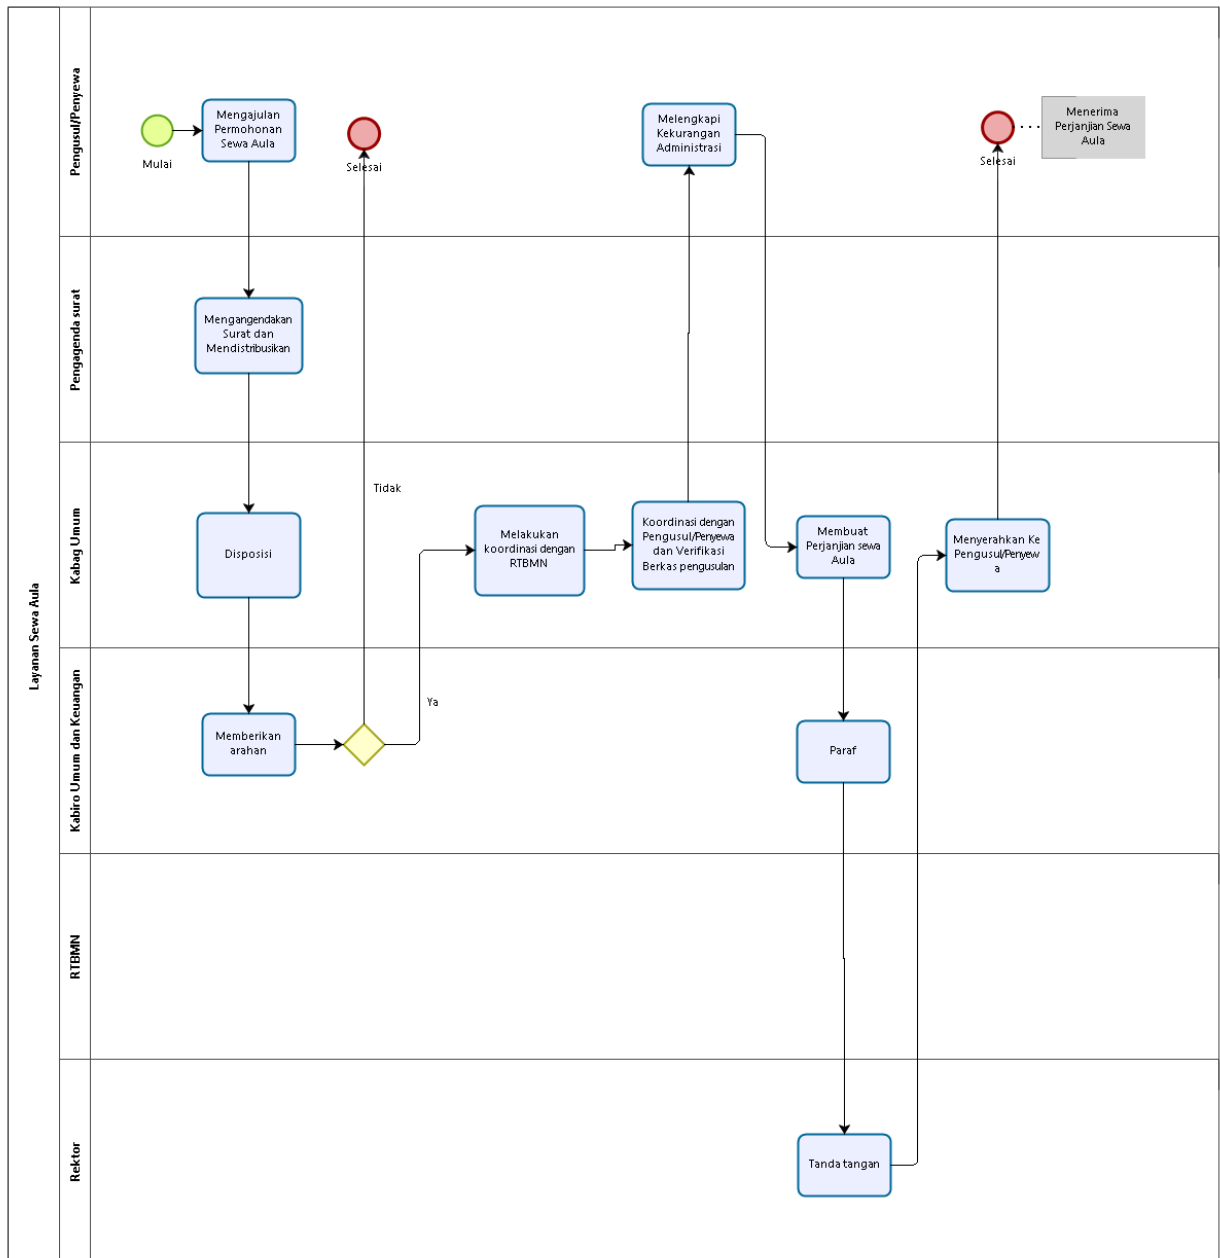 Layanan Sewa Aula
Pengusul/Penyewa
Mulai
Mengajulan
Permohonan
Sewa Aula
Selesai
Melengkapi
Kekurangan
Administrasi
Selesai
Menerima
Perjanjian Sewa
Aula
Pengagenda surat
Mengangendakan
Surat dan
Mendistribusikan
Kabag Umum
Disposisi
Tidak
Melakukan
koordinasi dengan
RTBMN
Koordinasi dengan
Pengusul/Penyewa
dan Verifikasi
Berkas pengusulan
Membuat
Perjanjian sewa
Aula
Menyerahkan Ke
Pengusul/Penyew
a
Kabiro Umum dan Keuangan
Memberikan
arahan
Ya
Paraf
RTBMN
Rektor
Tanda tangan